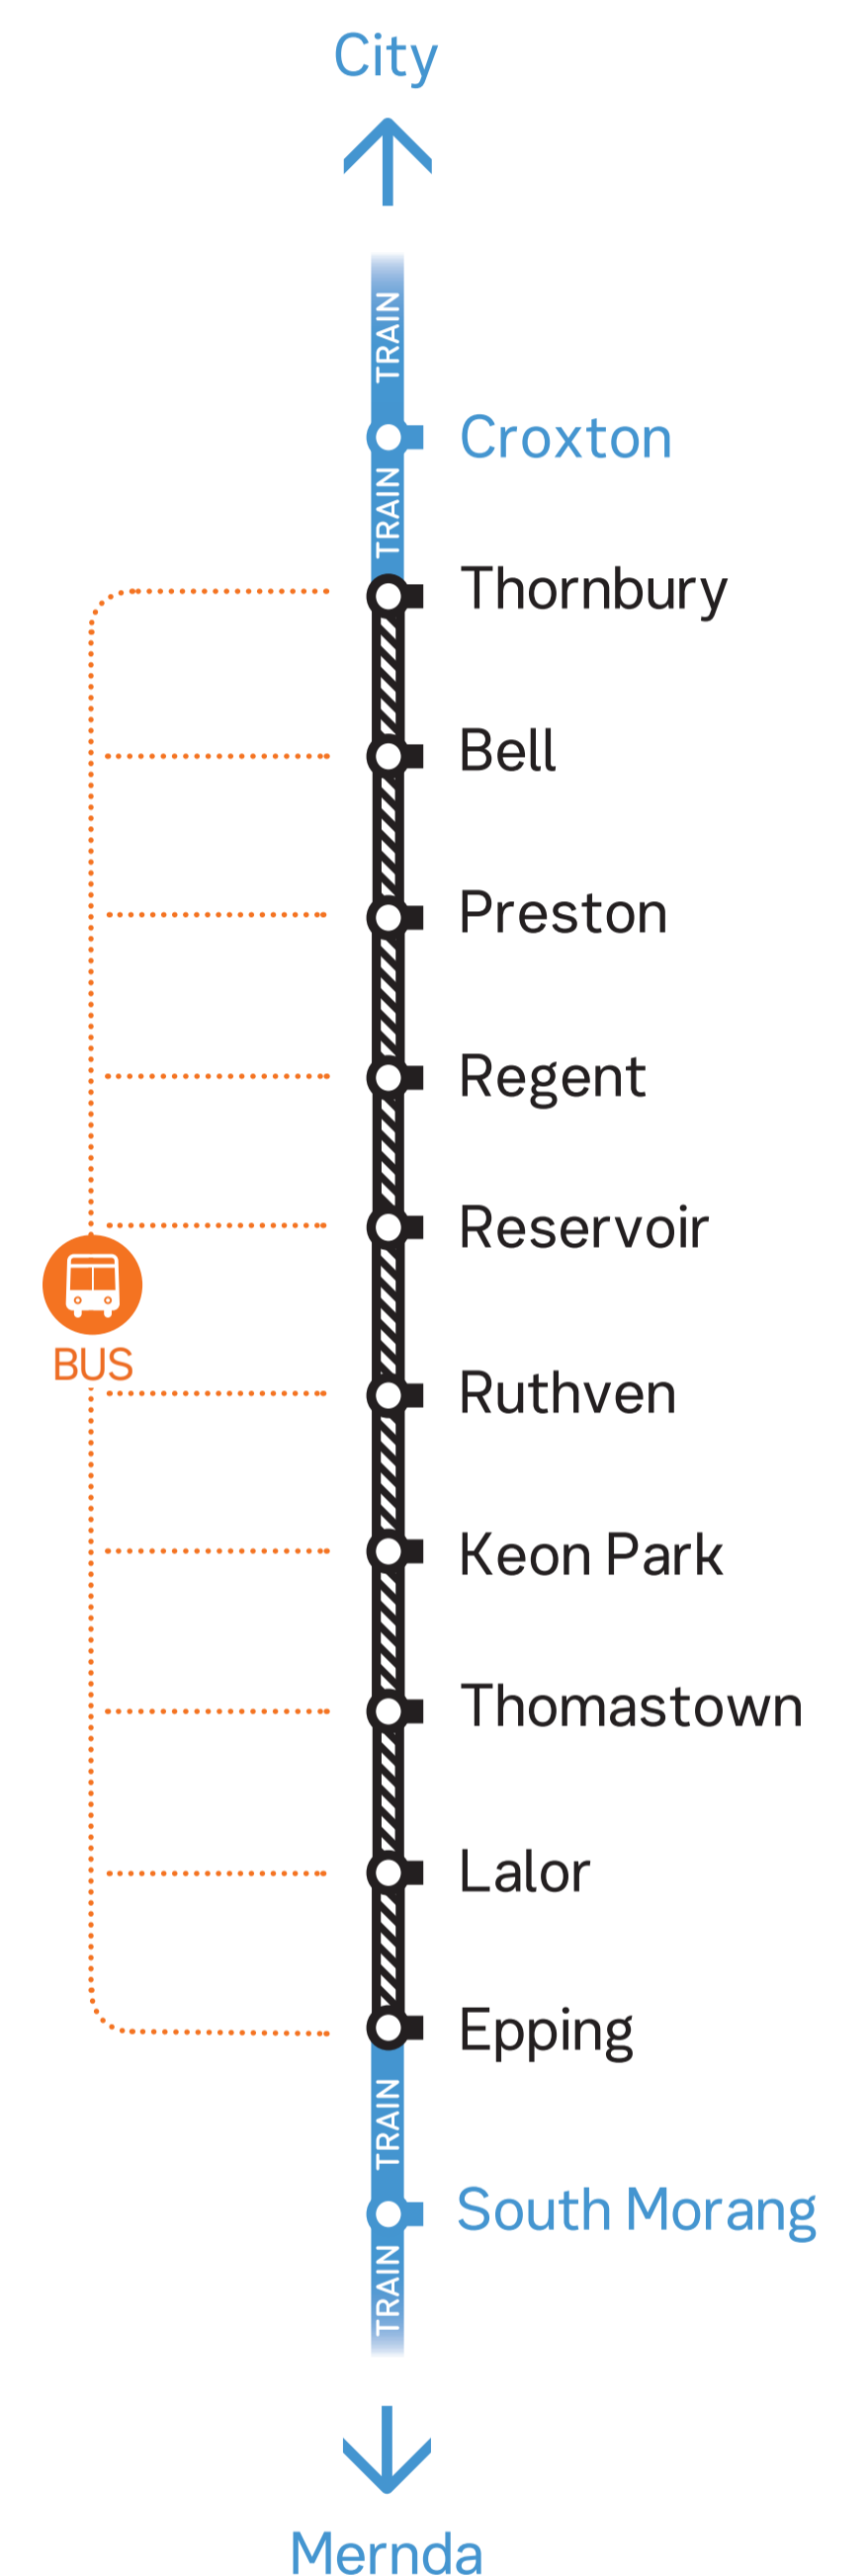 City
TRAIN
Croxton
TRAIN
Thornbury
Bell
Preston
Regent
Reservoir
BUS
Ruthven
Keon Park
Thomastown
Lalor
Epping
TRAIN
South Morang
TRAIN
Mernda